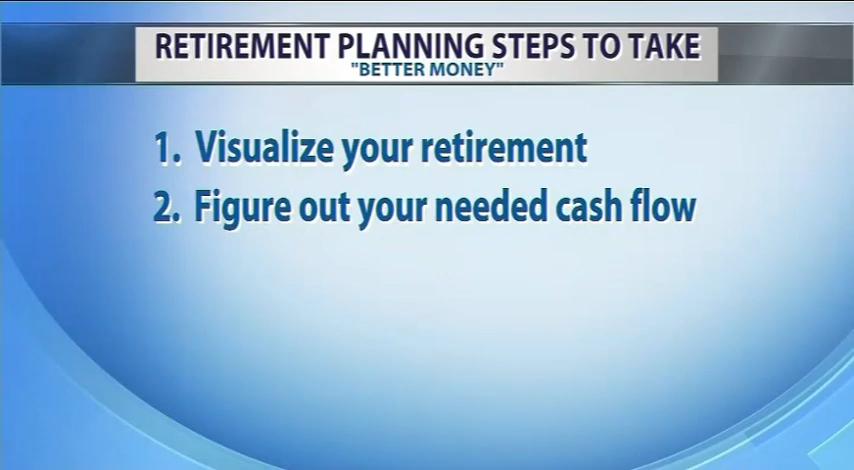 RETIREMENT PLANNING STEPS TO TAKE
"BETTER MONEY"
1. Visualize your retirement
2. Figure out your needed cash flow